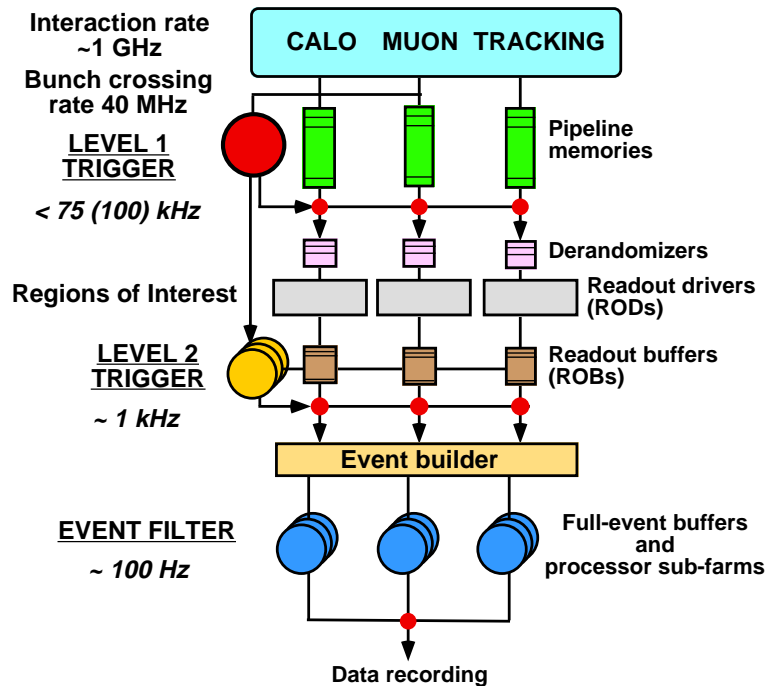 Interaction rate
~1 GHz
CALO MUON TRACKING
Bunch crossing
rate 40 MHz
LEVEL 1
TRIGGER
Pipeline
memories
< 75 (100) kHz
Derandomizers
Regions of Interest
Readout drivers
(RODs)
LEVEL 2
TRIGGER
Readout buffers
(ROBs)
~ 1 kHz
Event builder
EVENT FILTER
~ 100 Hz
Full-event buffers
and
processor sub-farms
Data recording